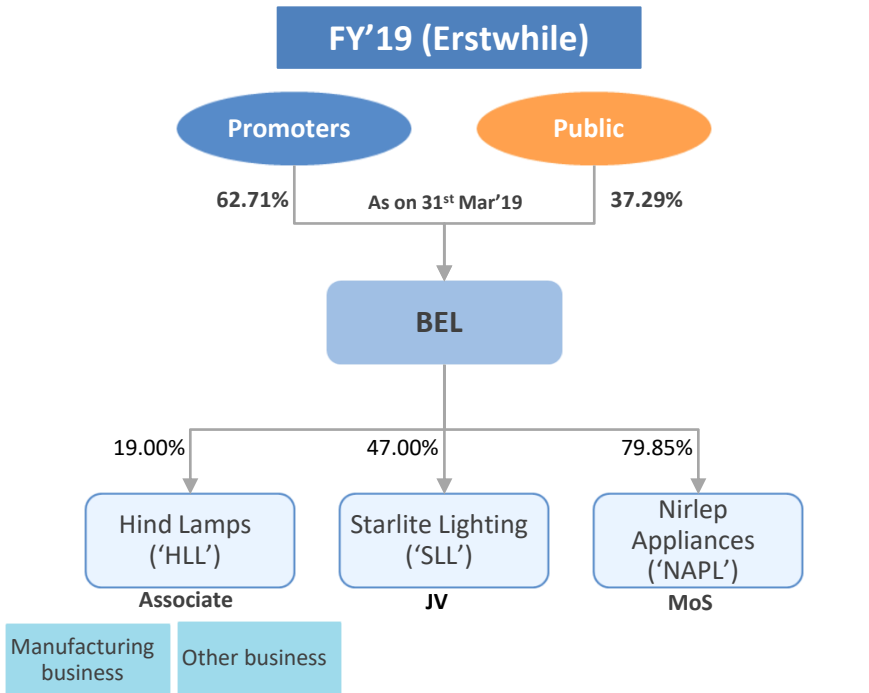 FY’19 (Erstwhile)
Promoters
Public
62.71%
As on 31st Mar’19
37.29%
BEL
19.00%
47.00%
79.85%
Hind Lamps
(‘HLL’)
Starlite Lighting
(‘SLL’)
Nirlep
Appliances
(‘NAPL’)
Associate
JV
MoS
Manufacturing
business
Other business